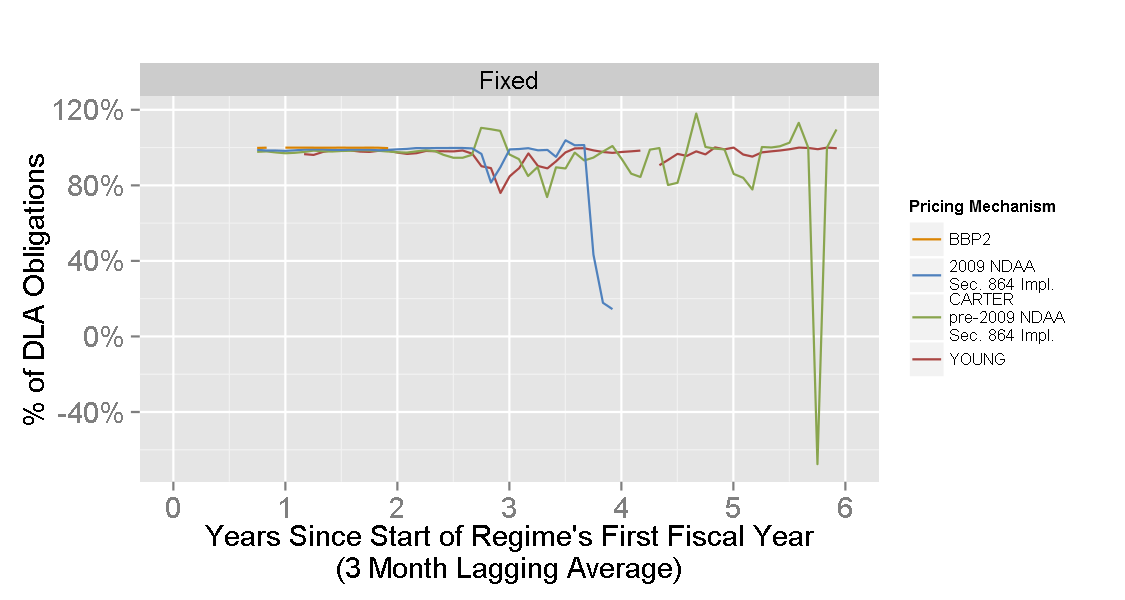 Fixed
120%
80%
40%
0%
-40%
% of DLA Obligations
0 1 2 3 4 5 6
Years Since Start of Regime's First Fiscal Year
(3 Month Lagging Average)
Pricing Mechanism
BBP2
2009 NDAA
Sec. 864 Impl.
CARTER
pre-2009 NDAA
Sec. 864 Impl.
YOUNG